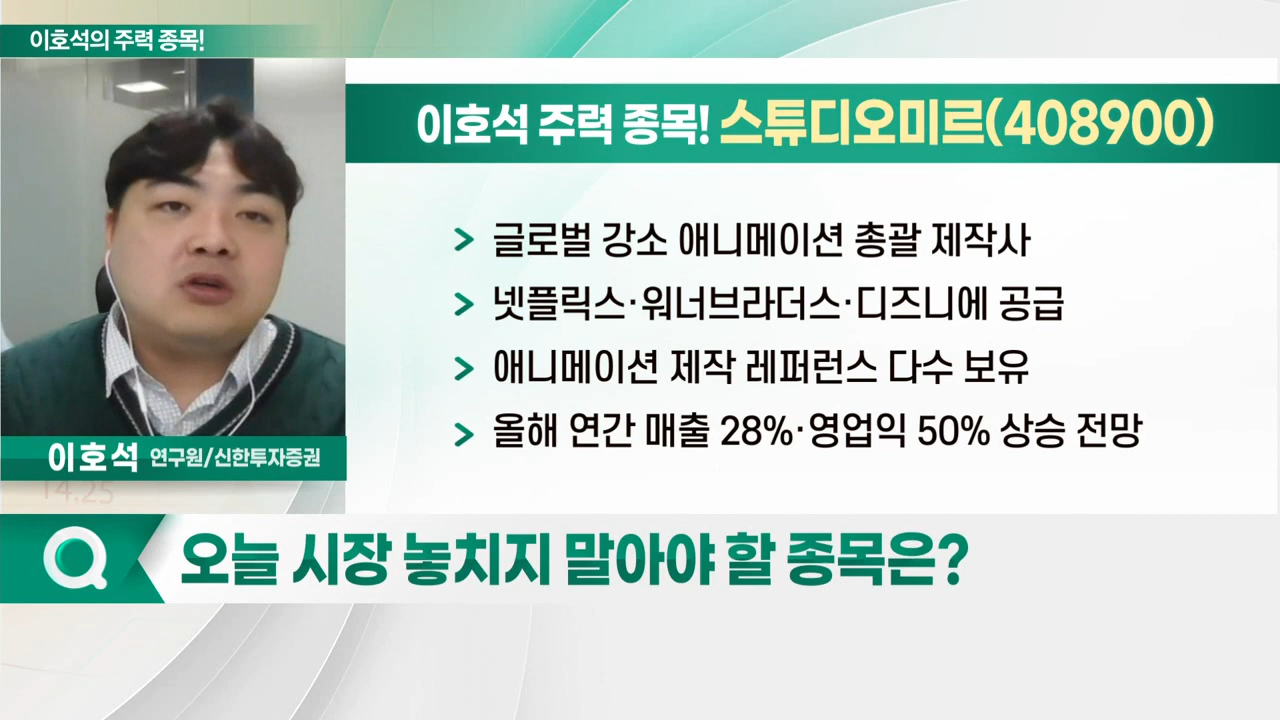 이호석의 주력 종목!
이호석 주력 종목! 스튜디오미르(408900)
> 글로벌 강소 애니메이션 총괄 제작사
> 넷플릭스·워너브라더스·디즈니에 공급
> 애니메이션 제작 레퍼런스 다수 보유
> 올해 연간 매출 28%·영업익 50% 상승 전망
이호석 연구원/신한투자증권
14.25
Q 오늘 시장 놓치지 말아야 할 종목은?